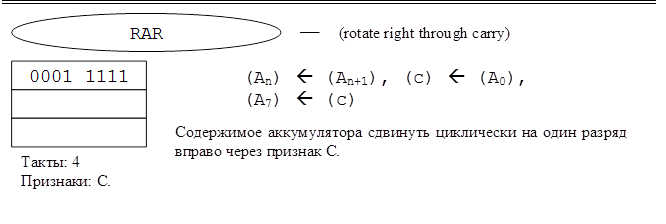 RAR — (rotate right through carry)
0001 1111
(Aₙ) ← (Aₙ₊₁), (c) ← (A₀),
(A₇) ← (c)
Содержимое аккумулятора сдвинуть циклически на один разряд
вправо через признак С.
Такты: 4
Признаки: С.